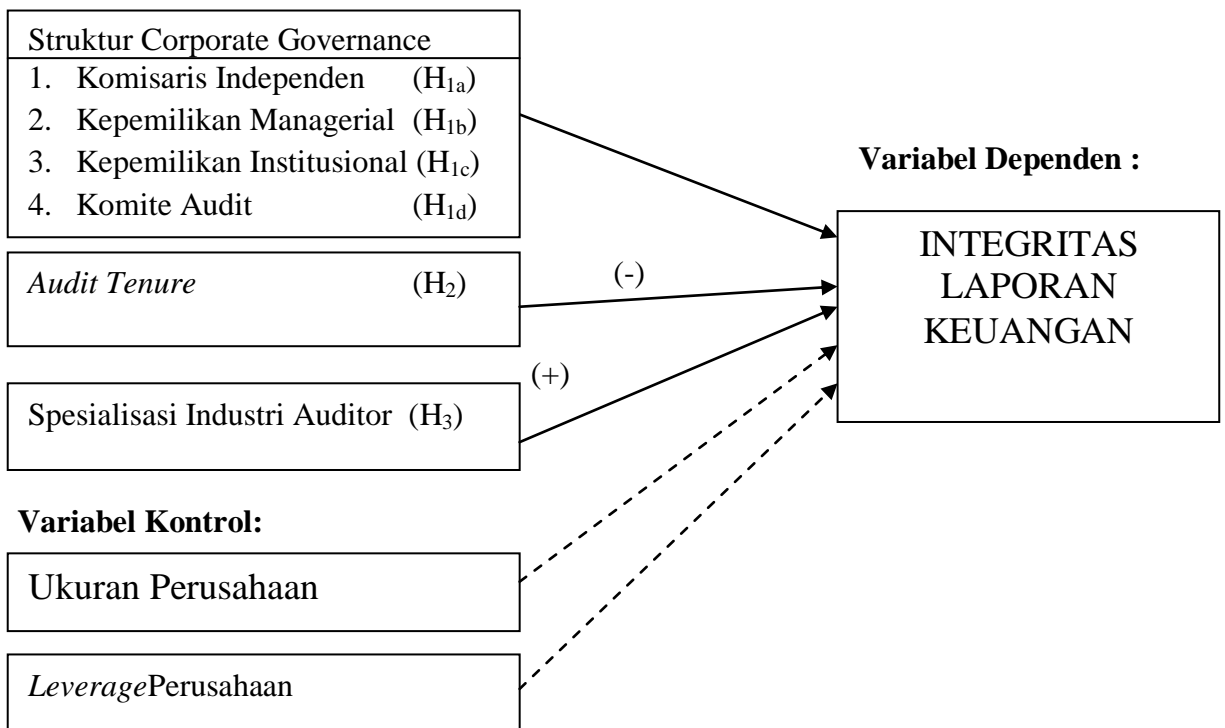 Struktur Corporate Governance
1. Komisaris Independen (H1a)
2. Kepemilikan Managerial (H1b)
3. Kepemilikan Institusional (H1c)
4. Komite Audit (H1d)
Audit Tenure (H2)
(-)
Spesialisasi Industri Auditor (H3)
(+)
Variabel Kontrol:
Ukuran Perusahaan
LeveragePerusahaan
Variabel Dependen :
INTEGRITAS
LAPORAN
KEUANGAN